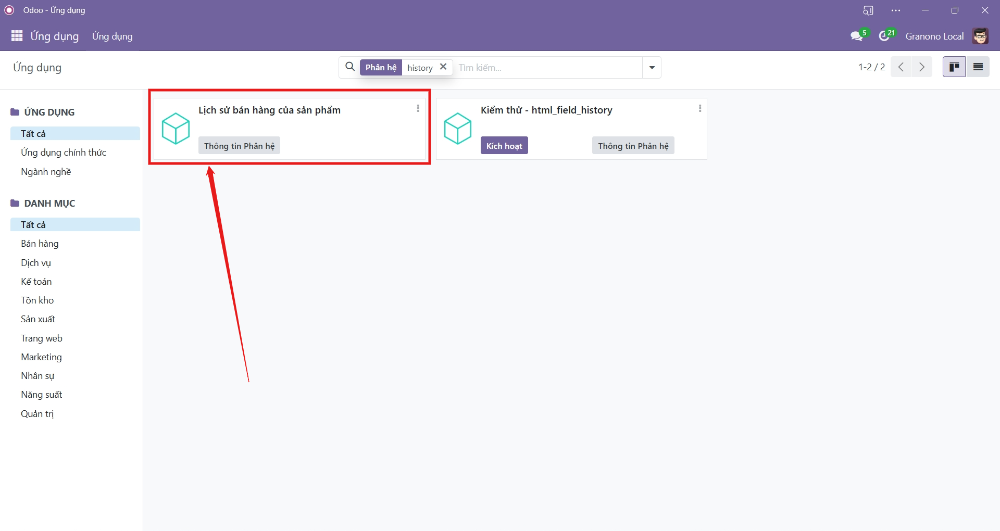 Odoo - Ứng dụng
Ứng dụng
Ứng dụng
5
21
Granono Local
Ứng dụng
Phân hệ
history
Tìm kiếm...
1-2 / 2
ỨNG DỤNG
Tất cả
Ứng dụng chính thức
Ngành nghề
DANH MỤC
Tất cả
Bán hàng
Dịch vụ
Kế toán
Tồn kho
Sản xuất
Trang web
Marketing
Nhân sự
Năng suất
Quản trị
Lịch sử bán hàng của sản phẩm
Thông tin Phân hệ
Kiểm thử - html_field_history
Kích hoạt
Thông tin Phân hệ